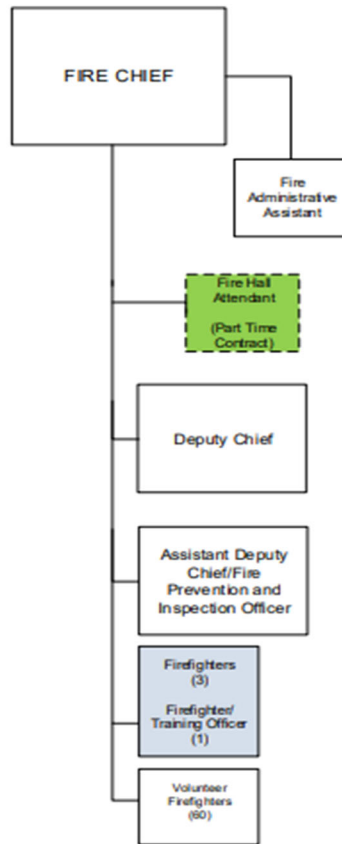 FIRE CHIEF
Fire
Administrative
Assistant
Fire Hall
Attendant
(Part Time
Contract)
Deputy Chief
Assistant Deputy
Chief/Fire
Prevention and
Inspection Officer
Firefighters
(3)
Firefighter/
Training Officer
(1)
Volunteer
Firefighters
(60)